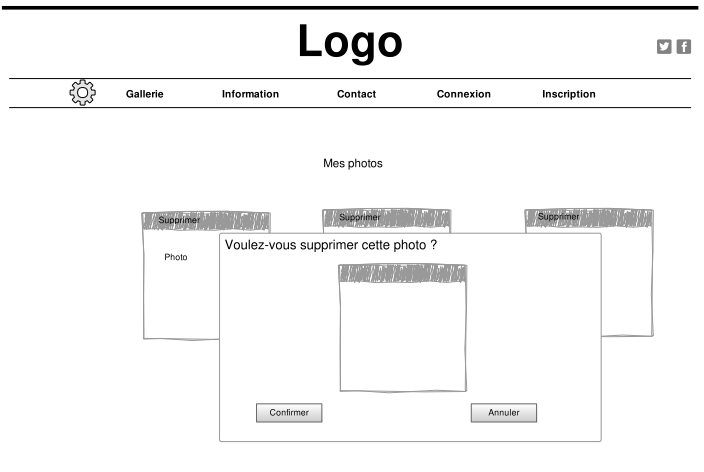 Logo
Gallerie Information Contact Connexion Inscription
Mes photos
Supprimer Supprimer Supprimer
Photo
Voulez-vous supprimer cette photo ?
Confirmer Annuler